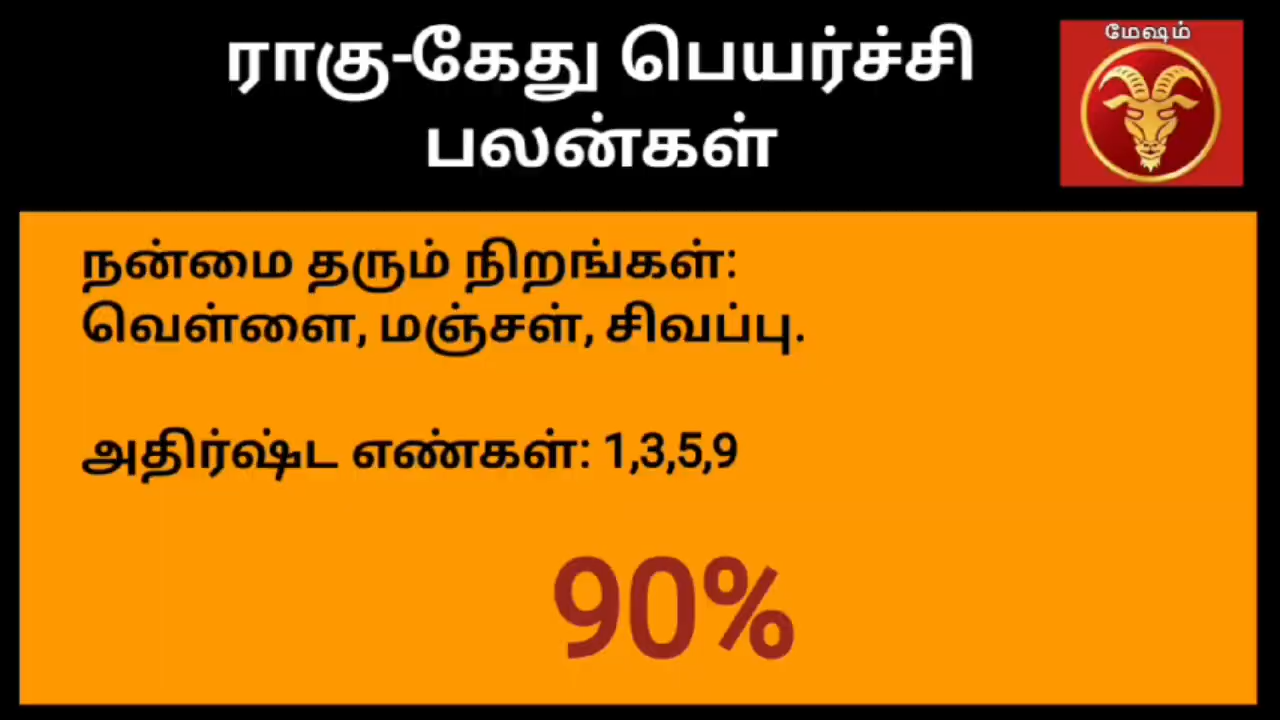 ராகு-கேது பெயர்ச்சி
பலன்கள்
மேஷம்
நன்மை தரும் நிறங்கள்:
வெள்ளை, மஞ்சள், சிவப்பு.
அதிர்ஷ்ட எண்கள்: 1,3,5,9
90%